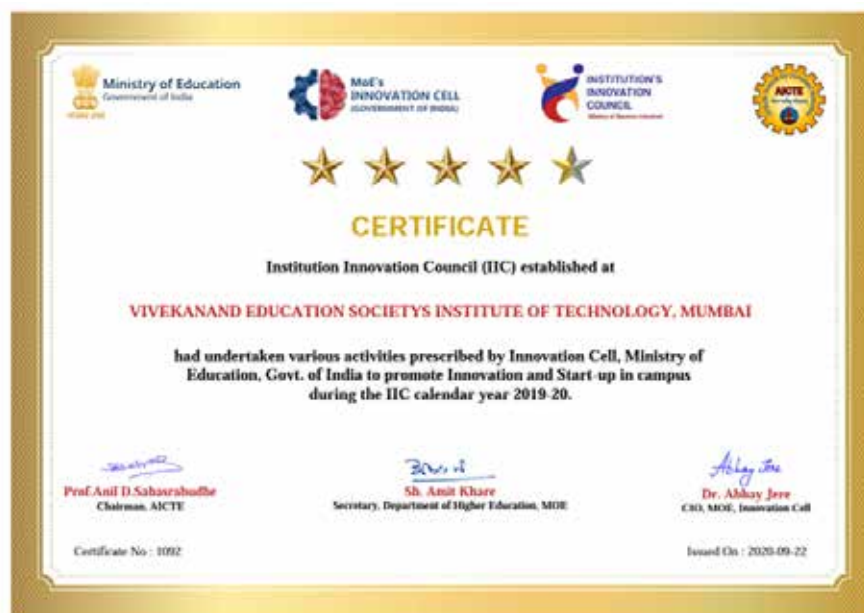 Ministry of Education
Government of India
MoE's
INNOVATION CELL
(GOVERNMENT OF INDIA)
INSTITUTION'S
INNOVATION
COUNCIL
AICTE
CERTIFICATE
Institution Innovation Council (IIC) established at
VIVEKANAND EDUCATION SOCIETYS INSTITUTE OF TECHNOLOGY, MUMBAI
had undertaken various activities prescribed by Innovation Cell, Ministry of
Education, Govt. of India to promote Innovation and Start-up in campus
during the IIC calendar year 2019-20.
Abhay Jere
Prof.Anil D.Sahasrabudhe
Chairman, AICTE
Sh. Amit Khare
Secretary, Department of Higher Education, MOE
Dr. Abhay Jere
CIO, MOE, Innovation Cell
Certificate No : 1092
Issued On : 2020-09-22